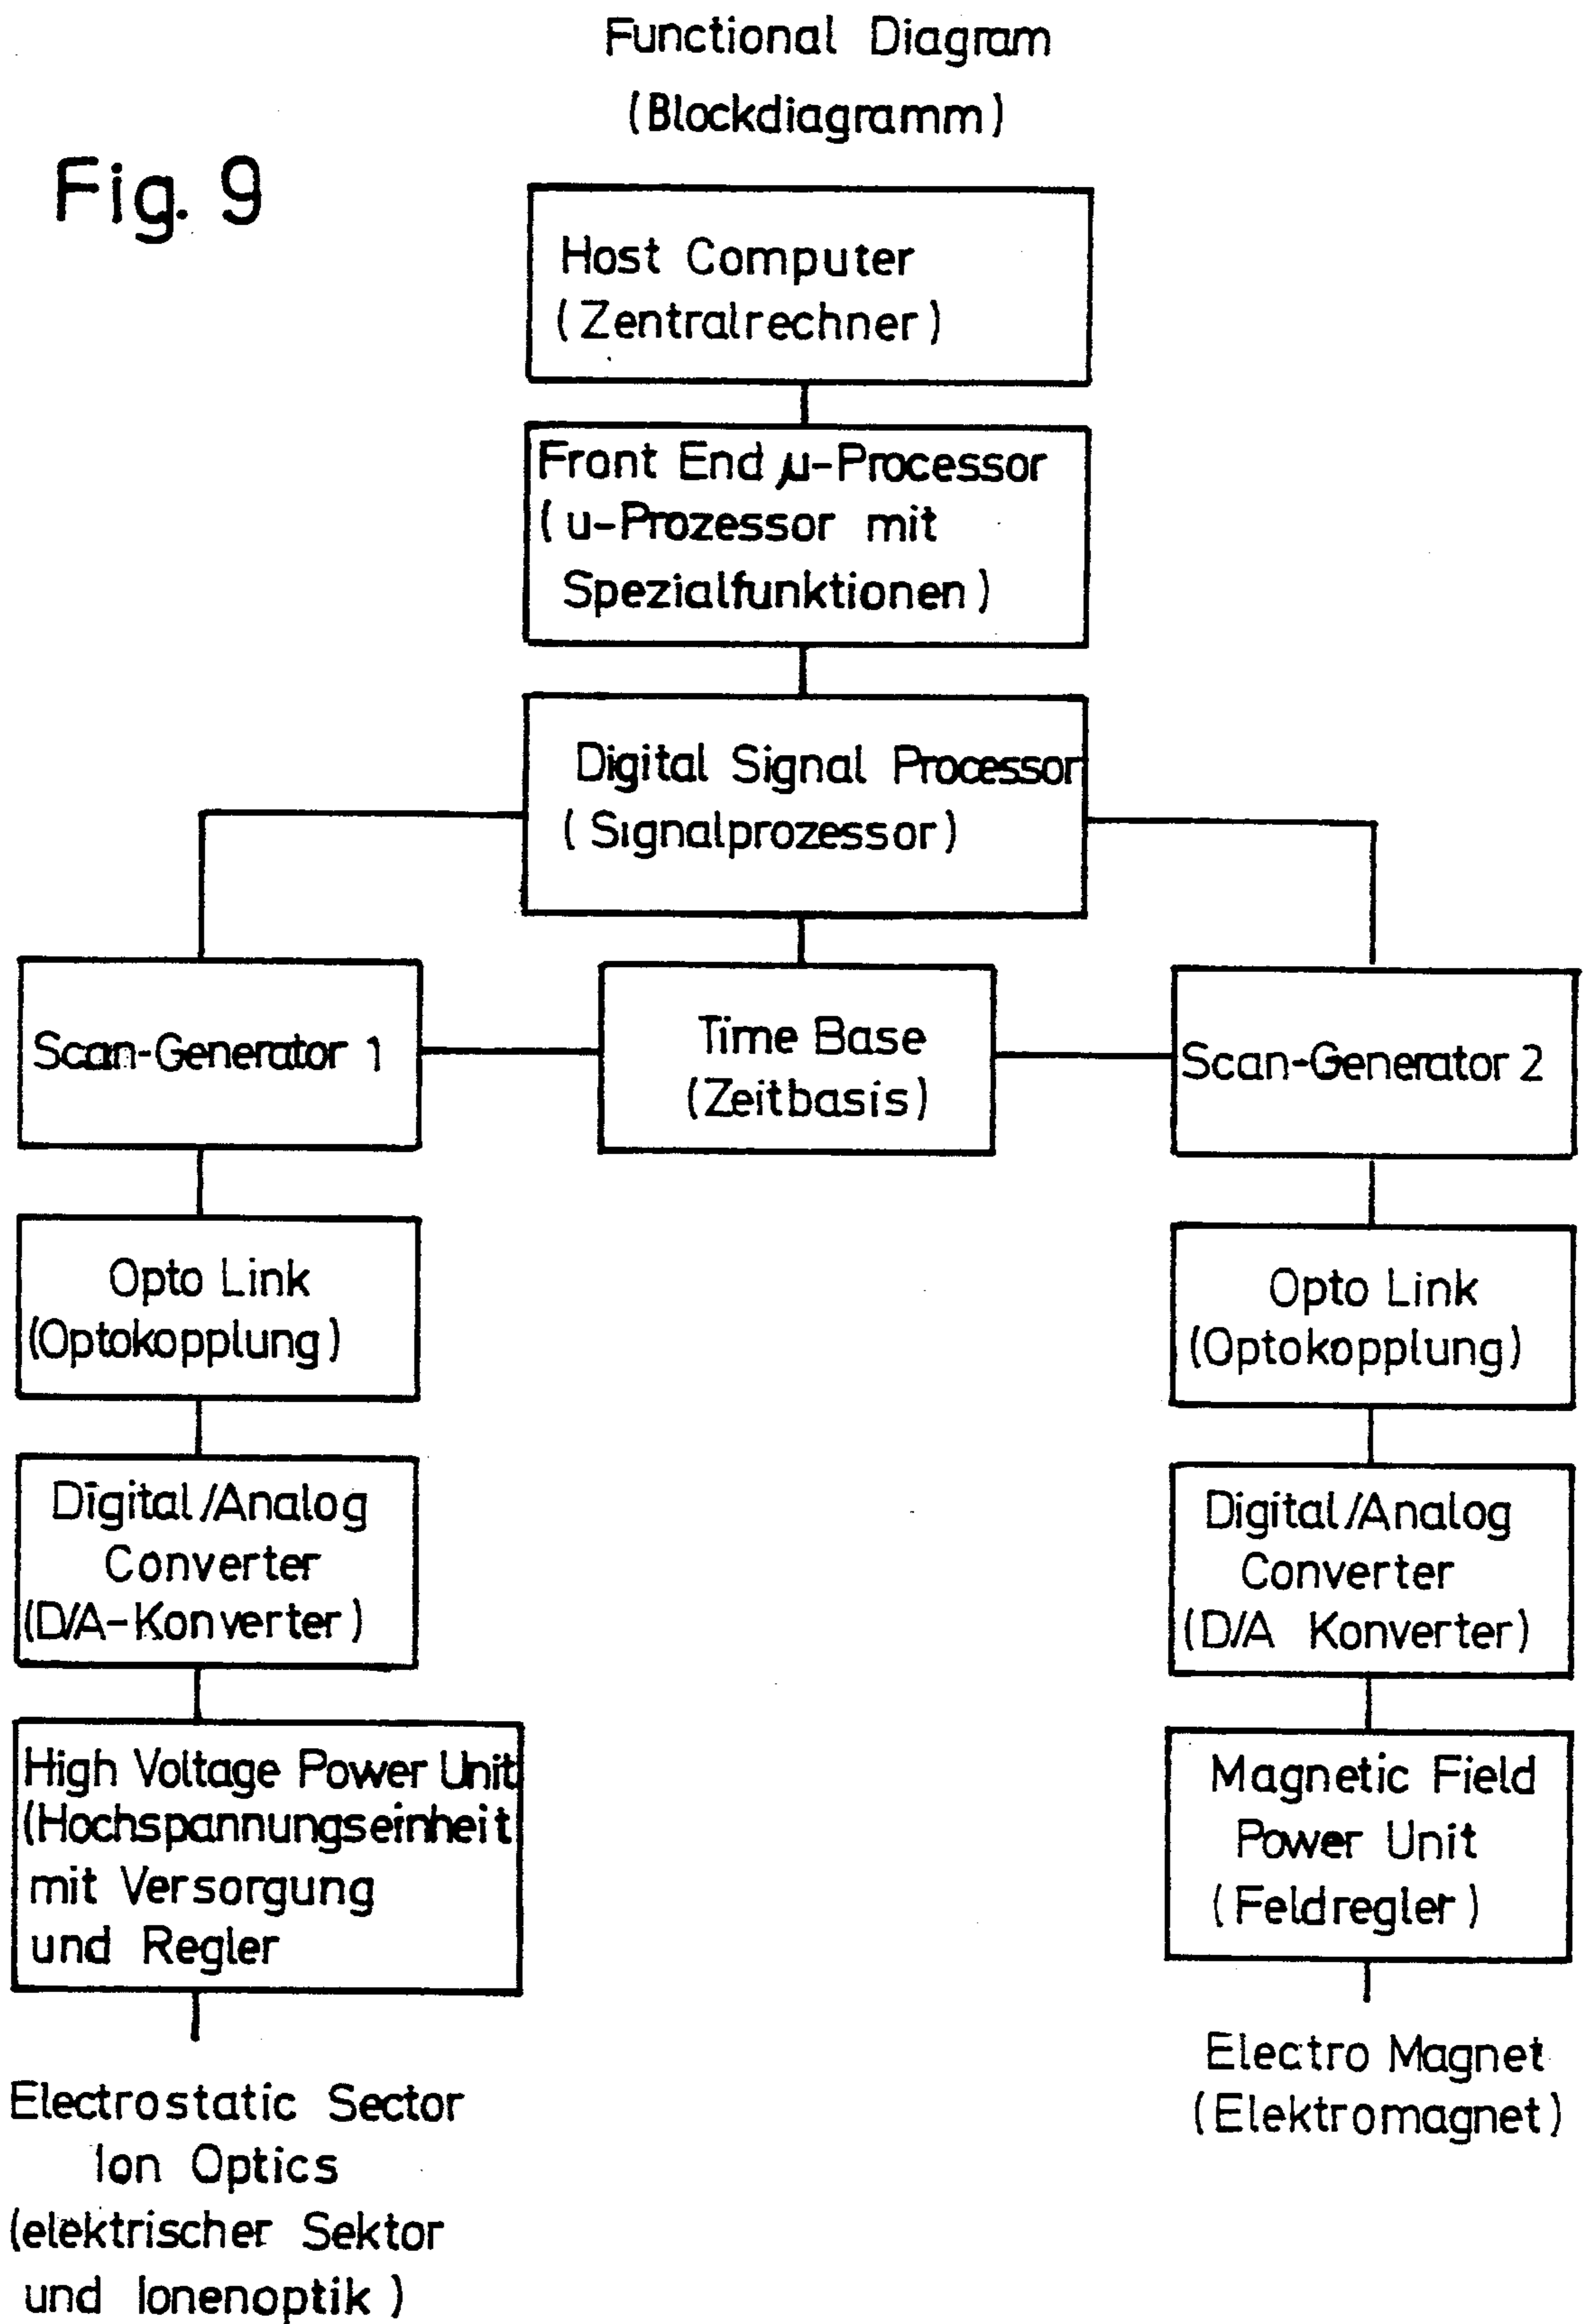 Functional Diagram
(Blockdiagramm)
Fig. 9
Host Computer
(Zentralrechner)
Front End µ-Processor
(u-Prozessor mit
Spezialfunktionen)
Digital Signal Processor
(Signalprozessor)
Scan-Generator 1
Time Base
(Zeitbasis)
Scan-Generator 2
Opto Link
(Optokopplung)
Opto Link
(Optokopplung)
Digital/Analog
Converter
(D/A-Konverter)
Digital/Analog
Converter
(D/A Konverter)
High Voltage Power Unit
(Hochspannungseinheit
mit Versorgung
und Regler
Magnetic Field
Power Unit
(Feldregler)
Electrostatic Sector
Ion Optics
(elektrischer Sektor
und Ionenoptik)
Electro Magnet
(Elektromagnet)